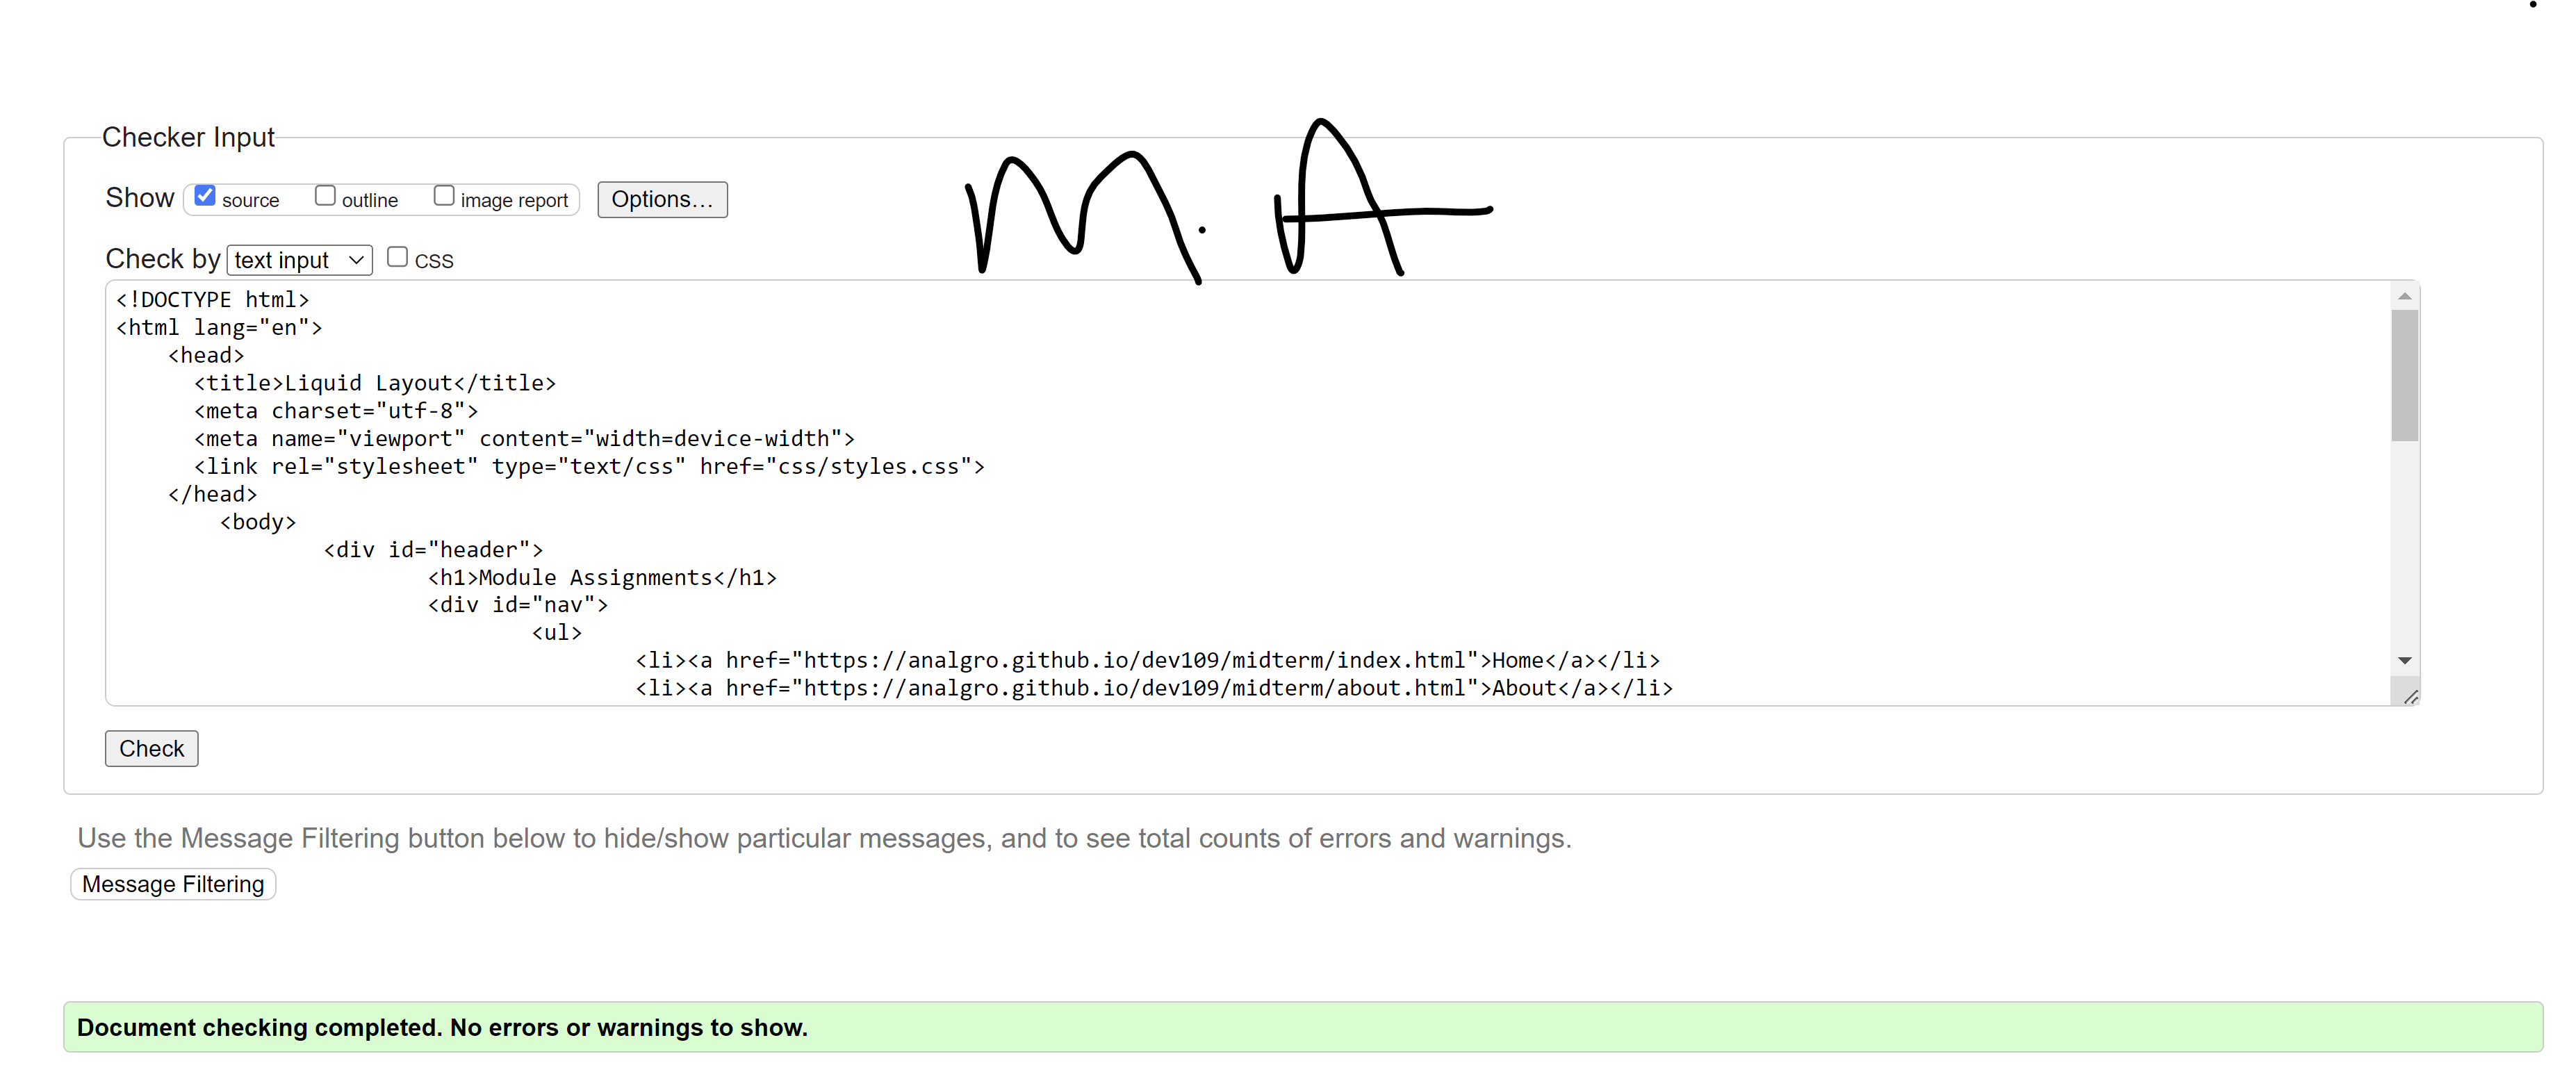 Checker Input
M. A
Show source outline image report Options...
Check by text input CSS
<!DOCTYPE html>
<html lang="en">
<head>
<title>Liquid Layout</title>
<meta charset="utf-8">
<meta name="viewport" content="width=device-width">
<link rel="stylesheet" type="text/css" href="css/styles.css">
</head>
<body>
<div id="header">
<h1>Module Assignments</h1>
<div id="nav">
<ul>
<li><a href="https://analgro.github.io/dev109/midterm/index.html">Home</a></li>
<li><a href="https://analgro.github.io/dev109/midterm/about.html">About</a></li>
Check
Use the Message Filtering button below to hide/show particular messages, and to see total counts of errors and warnings.
Message Filtering
Document checking completed. No errors or warnings to show.